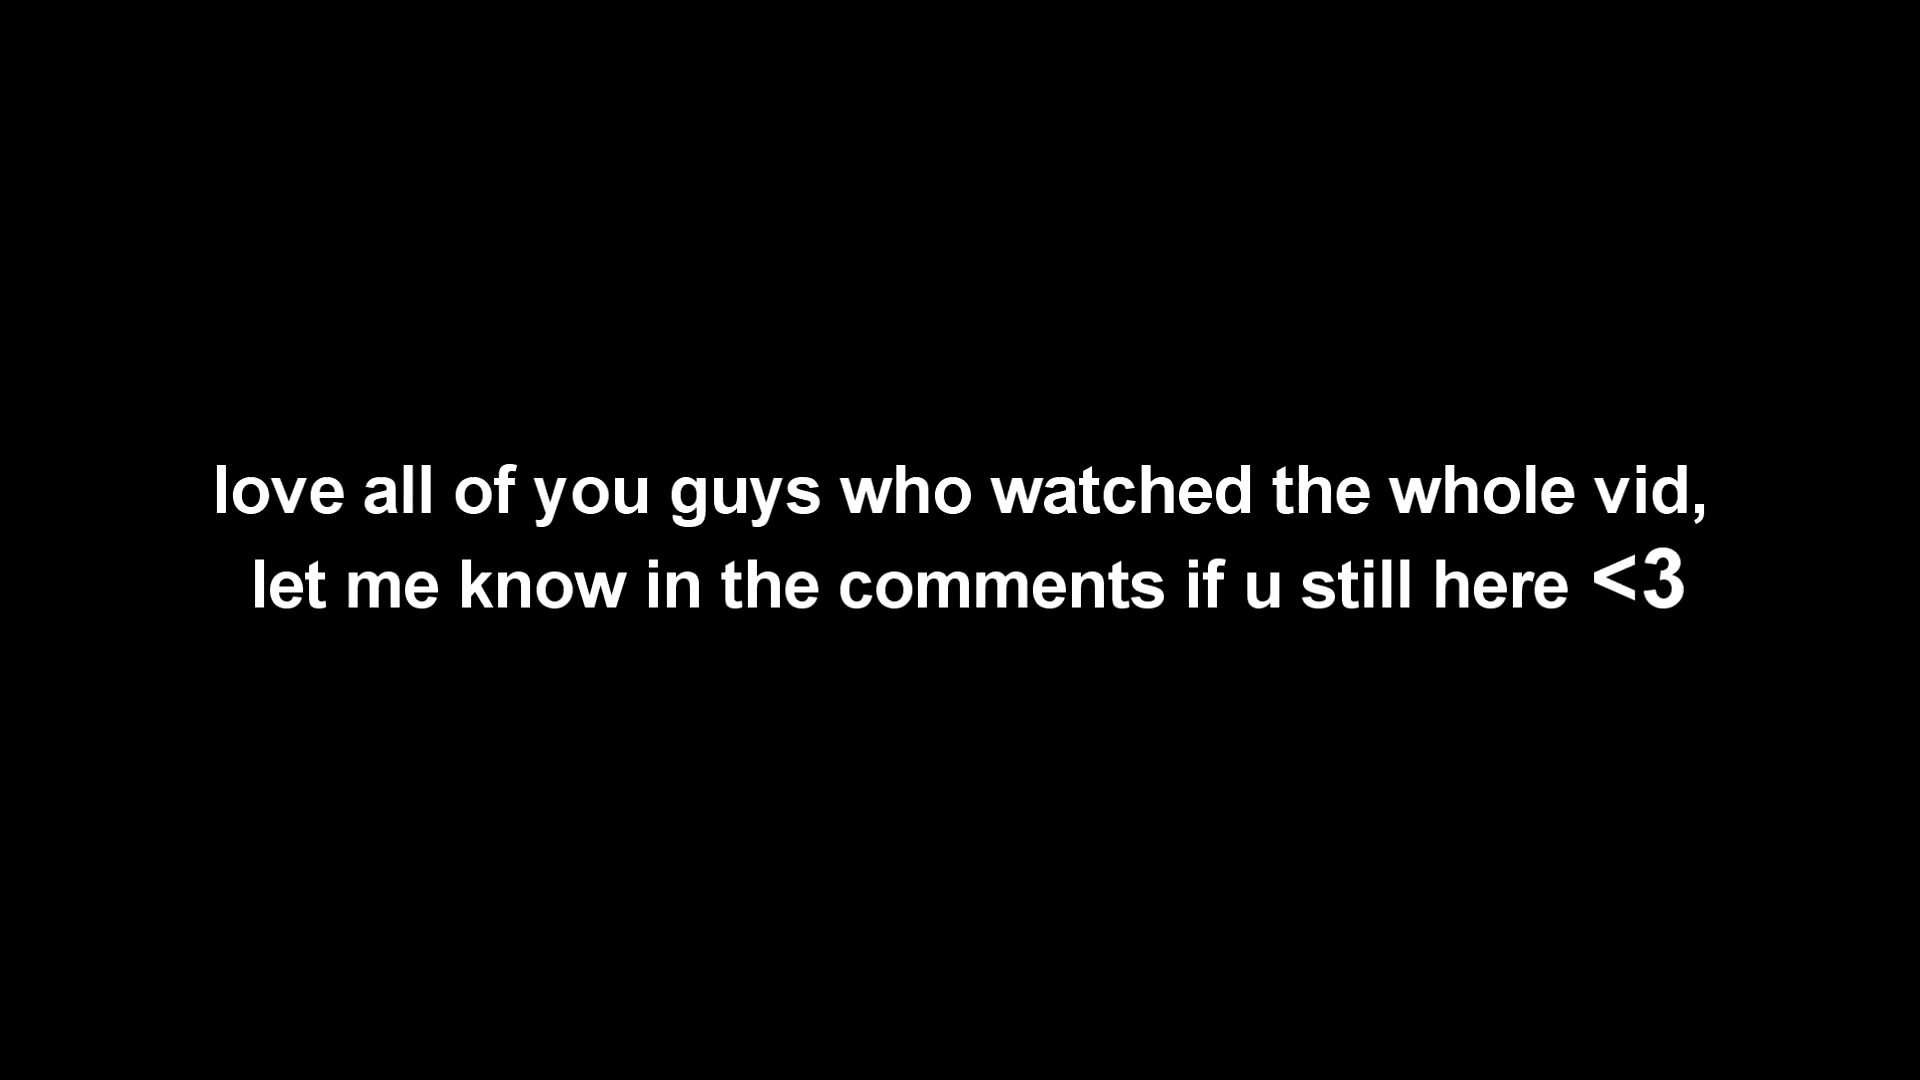 love all of you guys who watched the whole vid,
let me know in the comments if u still here <3